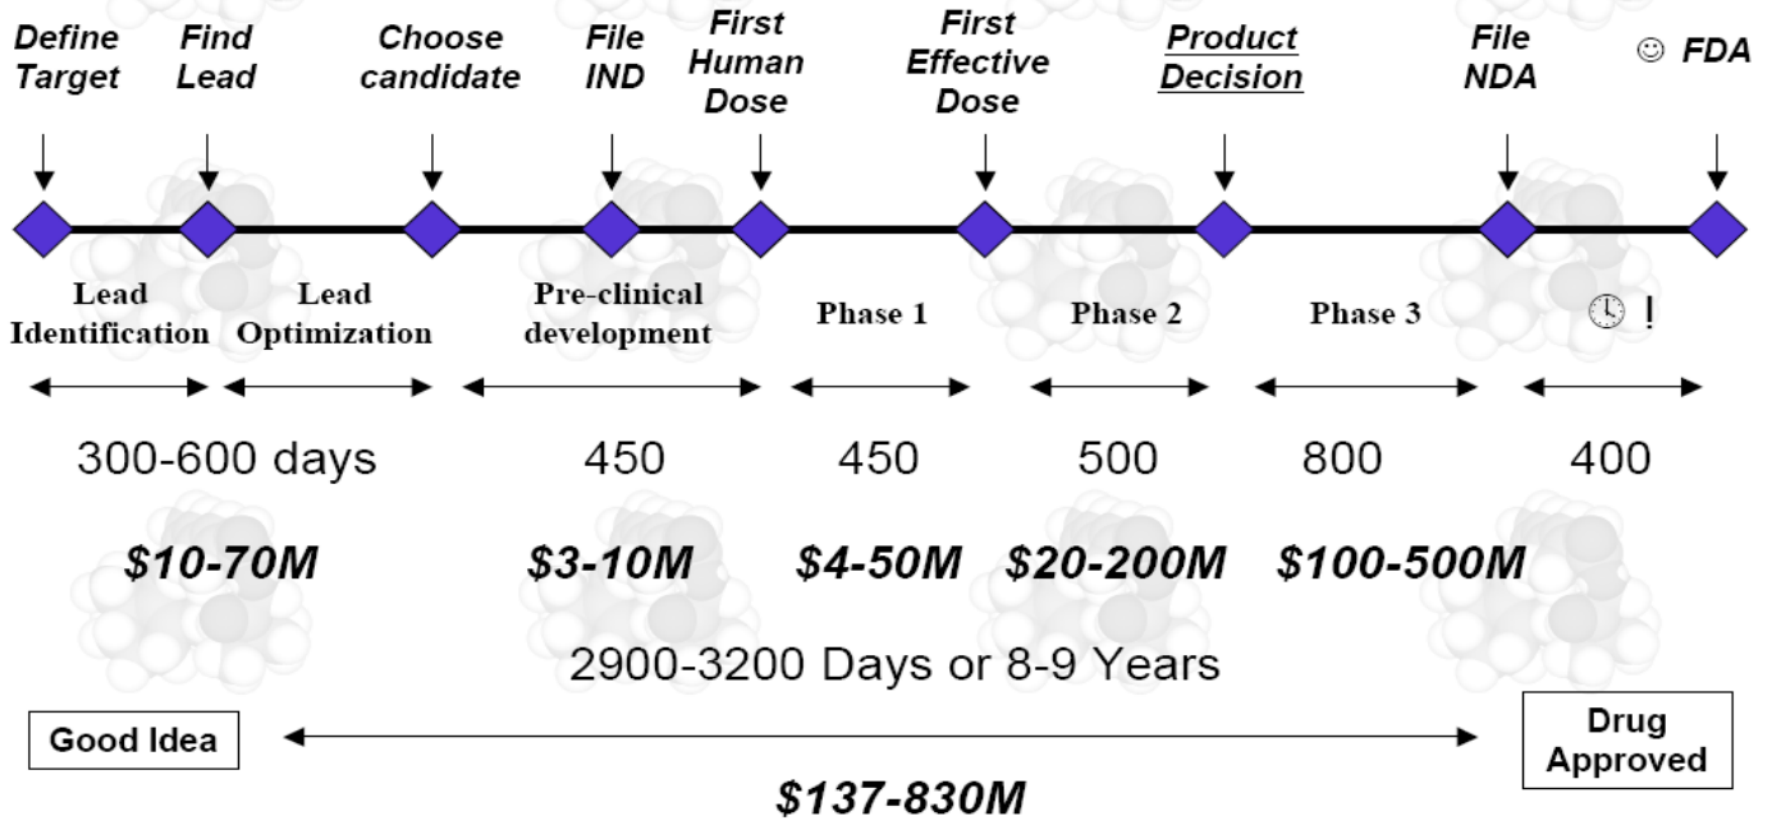 Define
Target
Find
Lead
Choose
candidate
File
IND
First
Human
Dose
First
Effective
Dose
Product
Decision
File
NDA
☺ FDA
Lead
Identification
Lead
Optimization
Pre-clinical
development
Phase 1
Phase 2
Phase 3
!
300-600 days
450
450
500
800
400
$10-70M
$3-10M
$4-50M
$20-200M
$100-500M
2900-3200 Days or 8-9 Years
Good Idea
Drug
Approved
$137-830M